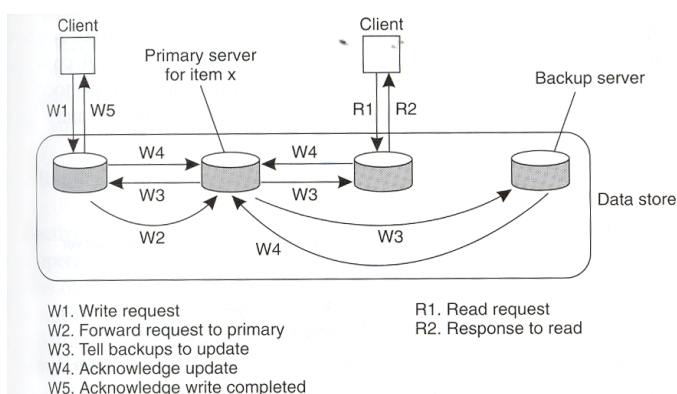 Client
Client
Primary server
for item x
Backup server
W1
W5
R1
R2
W4
W4
W3
W3
Data store
W2
W4
W3
W1. Write request
W2. Forward request to primary
W3. Tell backups to update
W4. Acknowledge update
W5. Acknowledge write completed
R1. Read request
R2. Response to read